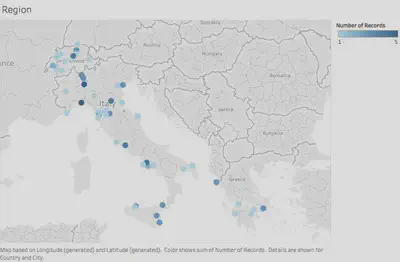 Region
Number of Records
1 5
Slovakia
Austria
Hungary
Romania
Italy
Serbia
Bulgaria
Greece
Map based on Longitude (generated) and Latitude (generated). Color shows sum of Number of Records. Details are shown for
Country and City.